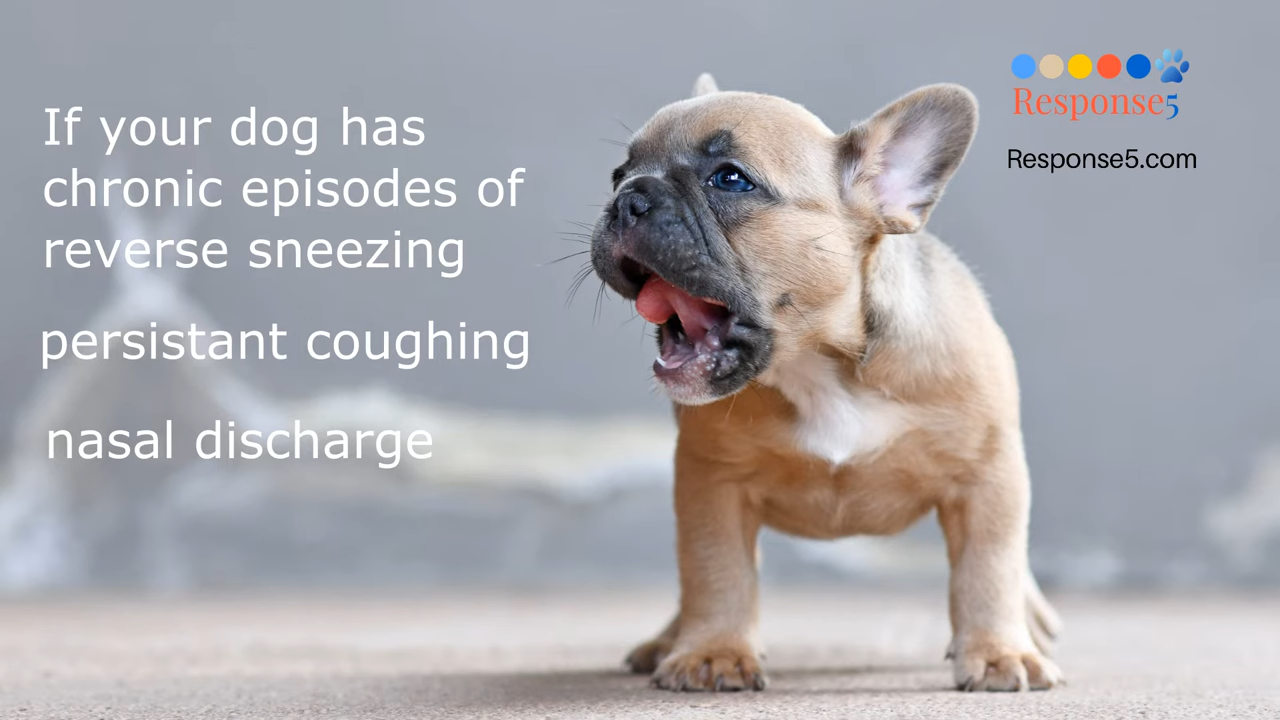 If your dog has
chronic episodes of
reverse sneezing
persistant coughing
nasal discharge
Response5
Response5.com